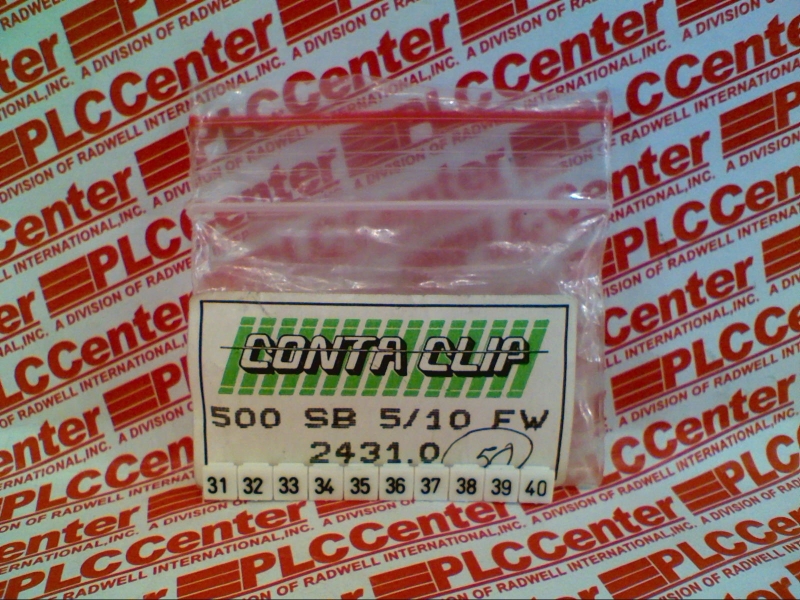 PLCCenter
A DIVISION OF RADWELL INTERNATIONAL, INC.
CONTA CLIP
500 SB 5/10 FW
2431.0 50
31 32 33 34 35 36 37 38 39 40